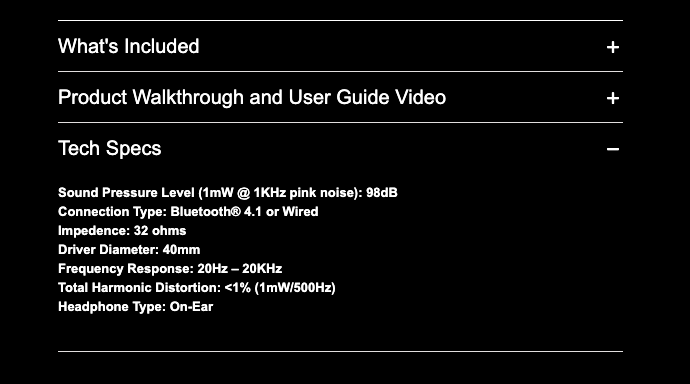 What's Included
Product Walkthrough and User Guide Video
Tech Specs
Sound Pressure Level (1mW @ 1KHz pink noise): 98dB
Connection Type: Bluetooth® 4.1 or Wired
Impedence: 32 ohms
Driver Diameter: 40mm
Frequency Response: 20Hz – 20KHz
Total Harmonic Distortion: <1% (1mW/500Hz)
Headphone Type: On-Ear